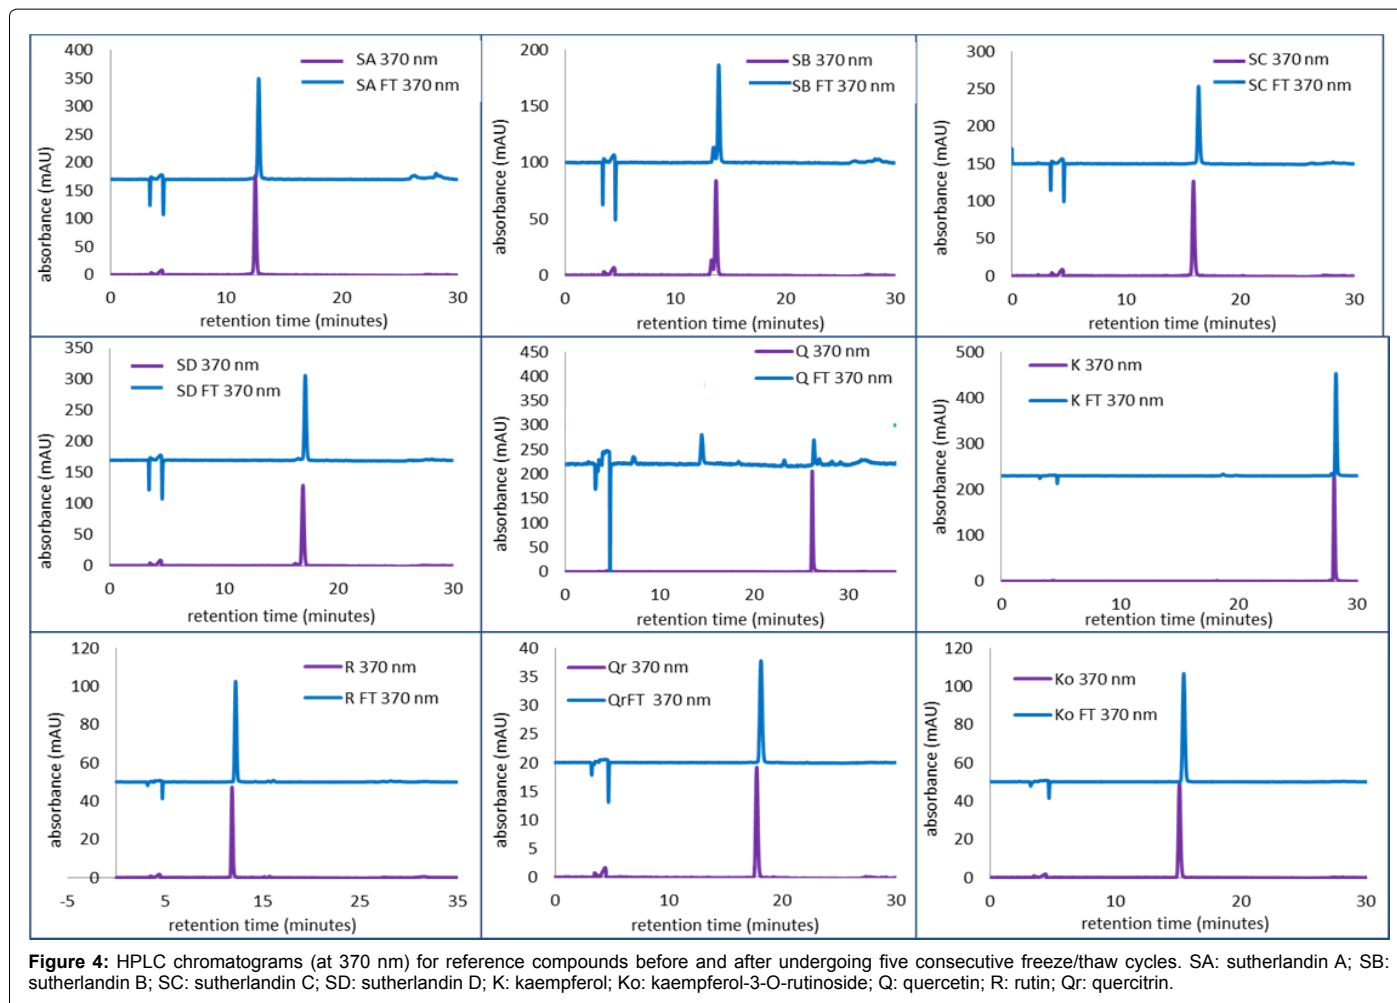 400
350
300
250
200
150
100
50
0
absorbance (mAU)
SA 370 nm
SA FT 370 nm
0 10 20 30
retention time (minutes)
200
150
100
50
0
absorbance (mAU)
SB 370 nm
SB FT 370 nm
0 10 20 30
retention time (minutes)
300
250
200
150
100
50
0
absorbance (mAU)
SC 370 nm
SC FT 370 nm
0 10 20 30
retention time (minutes)
350
300
250
200
150
100
50
0
absorbance (mAU)
SD 370 nm
SD FT 370 nm
0 10 20 30
retention time (minutes)
450
400
350
300
250
200
150
100
50
0
absorbance (mAU)
Q 370 nm
Q FT 370 nm
0 10 20 30
retention time (minutes)
500
400
300
200
100
0
absorbance (mAU)
K 370 nm
K FT 370 nm
10 20 30
retention time (minutes)
120
100
80
60
40
20
0
absorbance (mAU)
R 370 nm
R FT 370 nm
-5 5 15 25 35
retention time (minutes)
40
35
30
25
20
15
10
5
0
absorbance (mAU)
Qr 370 nm
QrFT 370 nm
0 10 20 30
retention time (minutes)
120
100
80
60
40
20
0
absorbance (mAU)
Ko 370 nm
Ko FT 370 nm
0 10 20 30
retention time (minutes)
Figure 4: HPLC chromatograms (at 370 nm) for reference compounds before and after undergoing five consecutive freeze/thaw cycles. SA: sutherlandin A; SB:
sutherlandin B; SC: sutherlandin C; SD: sutherlandin D; K: kaempferol; Ko: kaempferol-3-O-rutinoside; Q: quercetin; R: rutin; Qr: quercitrin.